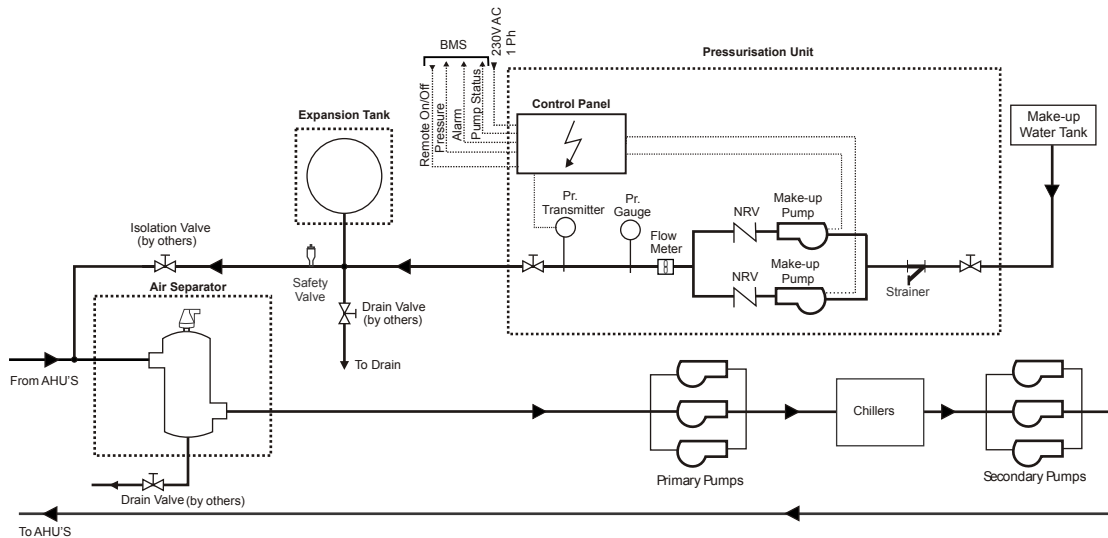 BMS
230V AC
1 Ph
Remote On/Off
Pressure
Alarm
Pump Status
Pressurisation Unit
Control Panel
Expansion Tank
Make-up
Water Tank
Pr.
Transmitter
Pr.
Gauge
Flow
Meter
NRV
Make-up
Pump
NRV
Make-up
Pump
Strainer
Isolation Valve
(by others)
Safety
Valve
Air Separator
Drain Valve
(by others)
To Drain
From AHU'S
Chillers
Primary Pumps
Secondary Pumps
Drain Valve (by others)
To AHU'S